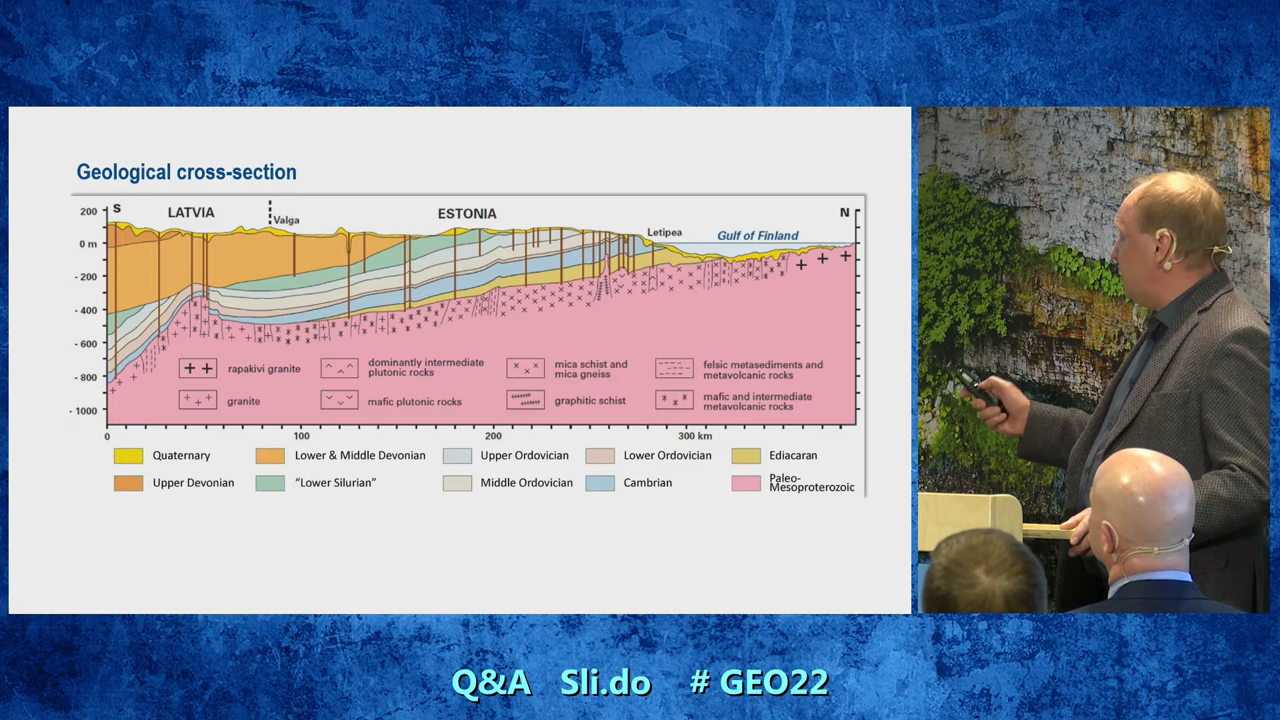 Geological cross-section
200
0 m
- 200
- 400
- 600
- 800
- 1000
S
LATVIA
Valga
ESTONIA
Letipea
Gulf of Finland
N
rapakivi granite
dominantly intermediate
plutonic rocks
mica schist and
mica gneiss
felsic metasediments and
metavolcanic rocks
granite
mafic plutonic rocks
graphitic schist
mafic and intermediate
metavolcanic rocks
0
100
200
300 km
Quaternary
Lower & Middle Devonian
Upper Ordovician
Lower Ordovician
Ediacaran
Upper Devonian
"Lower Silurian"
Middle Ordovician
Cambrian
Paleo-
Mesoproterozoic
Q&A Sli.do # GEO22